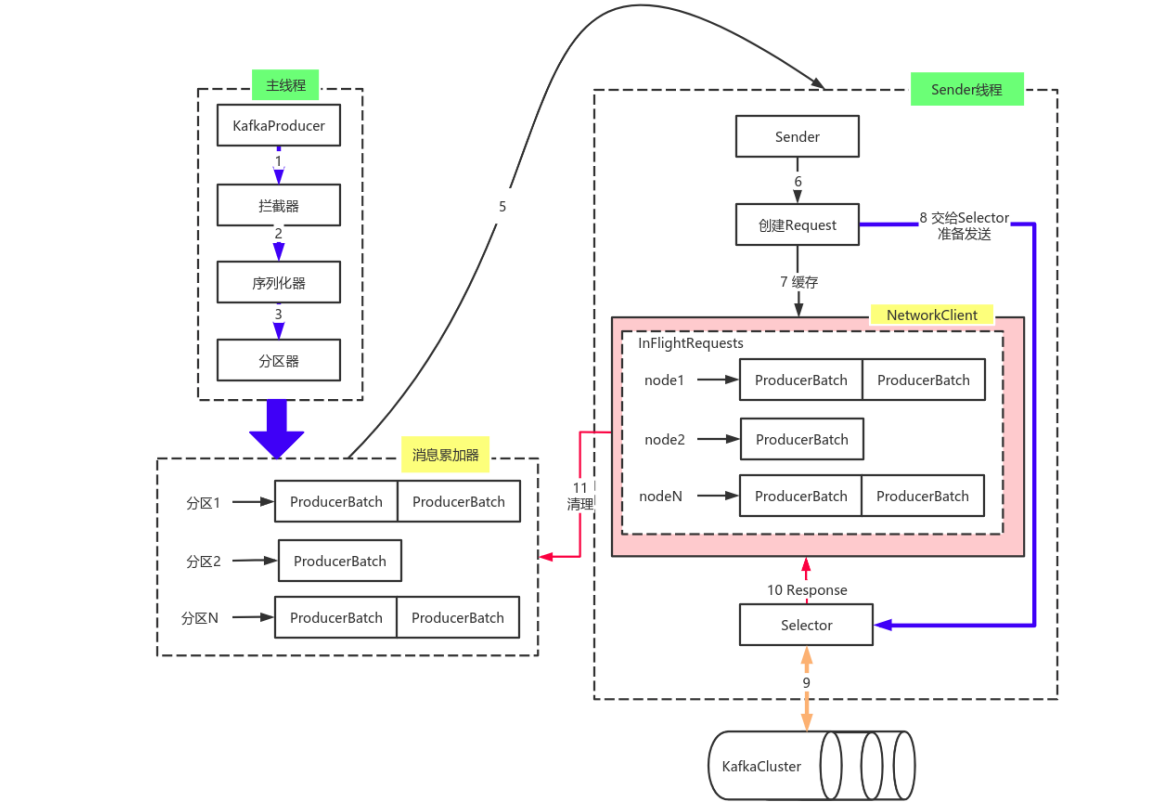 主线程
KafkaProducer
1
拦截器
2
序列化器
3
分区器
消息累加器
分区1
ProducerBatch
ProducerBatch
分区2
ProducerBatch
分区N
ProducerBatch
ProducerBatch
5
Sender线程
Sender
6
创建Request
8 交给Selector
准备发送
7 缓存
NetworkClient
InFlightRequests
node1
ProducerBatch
ProducerBatch
node2
ProducerBatch
nodeN
ProducerBatch
ProducerBatch
11
清理
10 Response
Selector
9
KafkaCluster